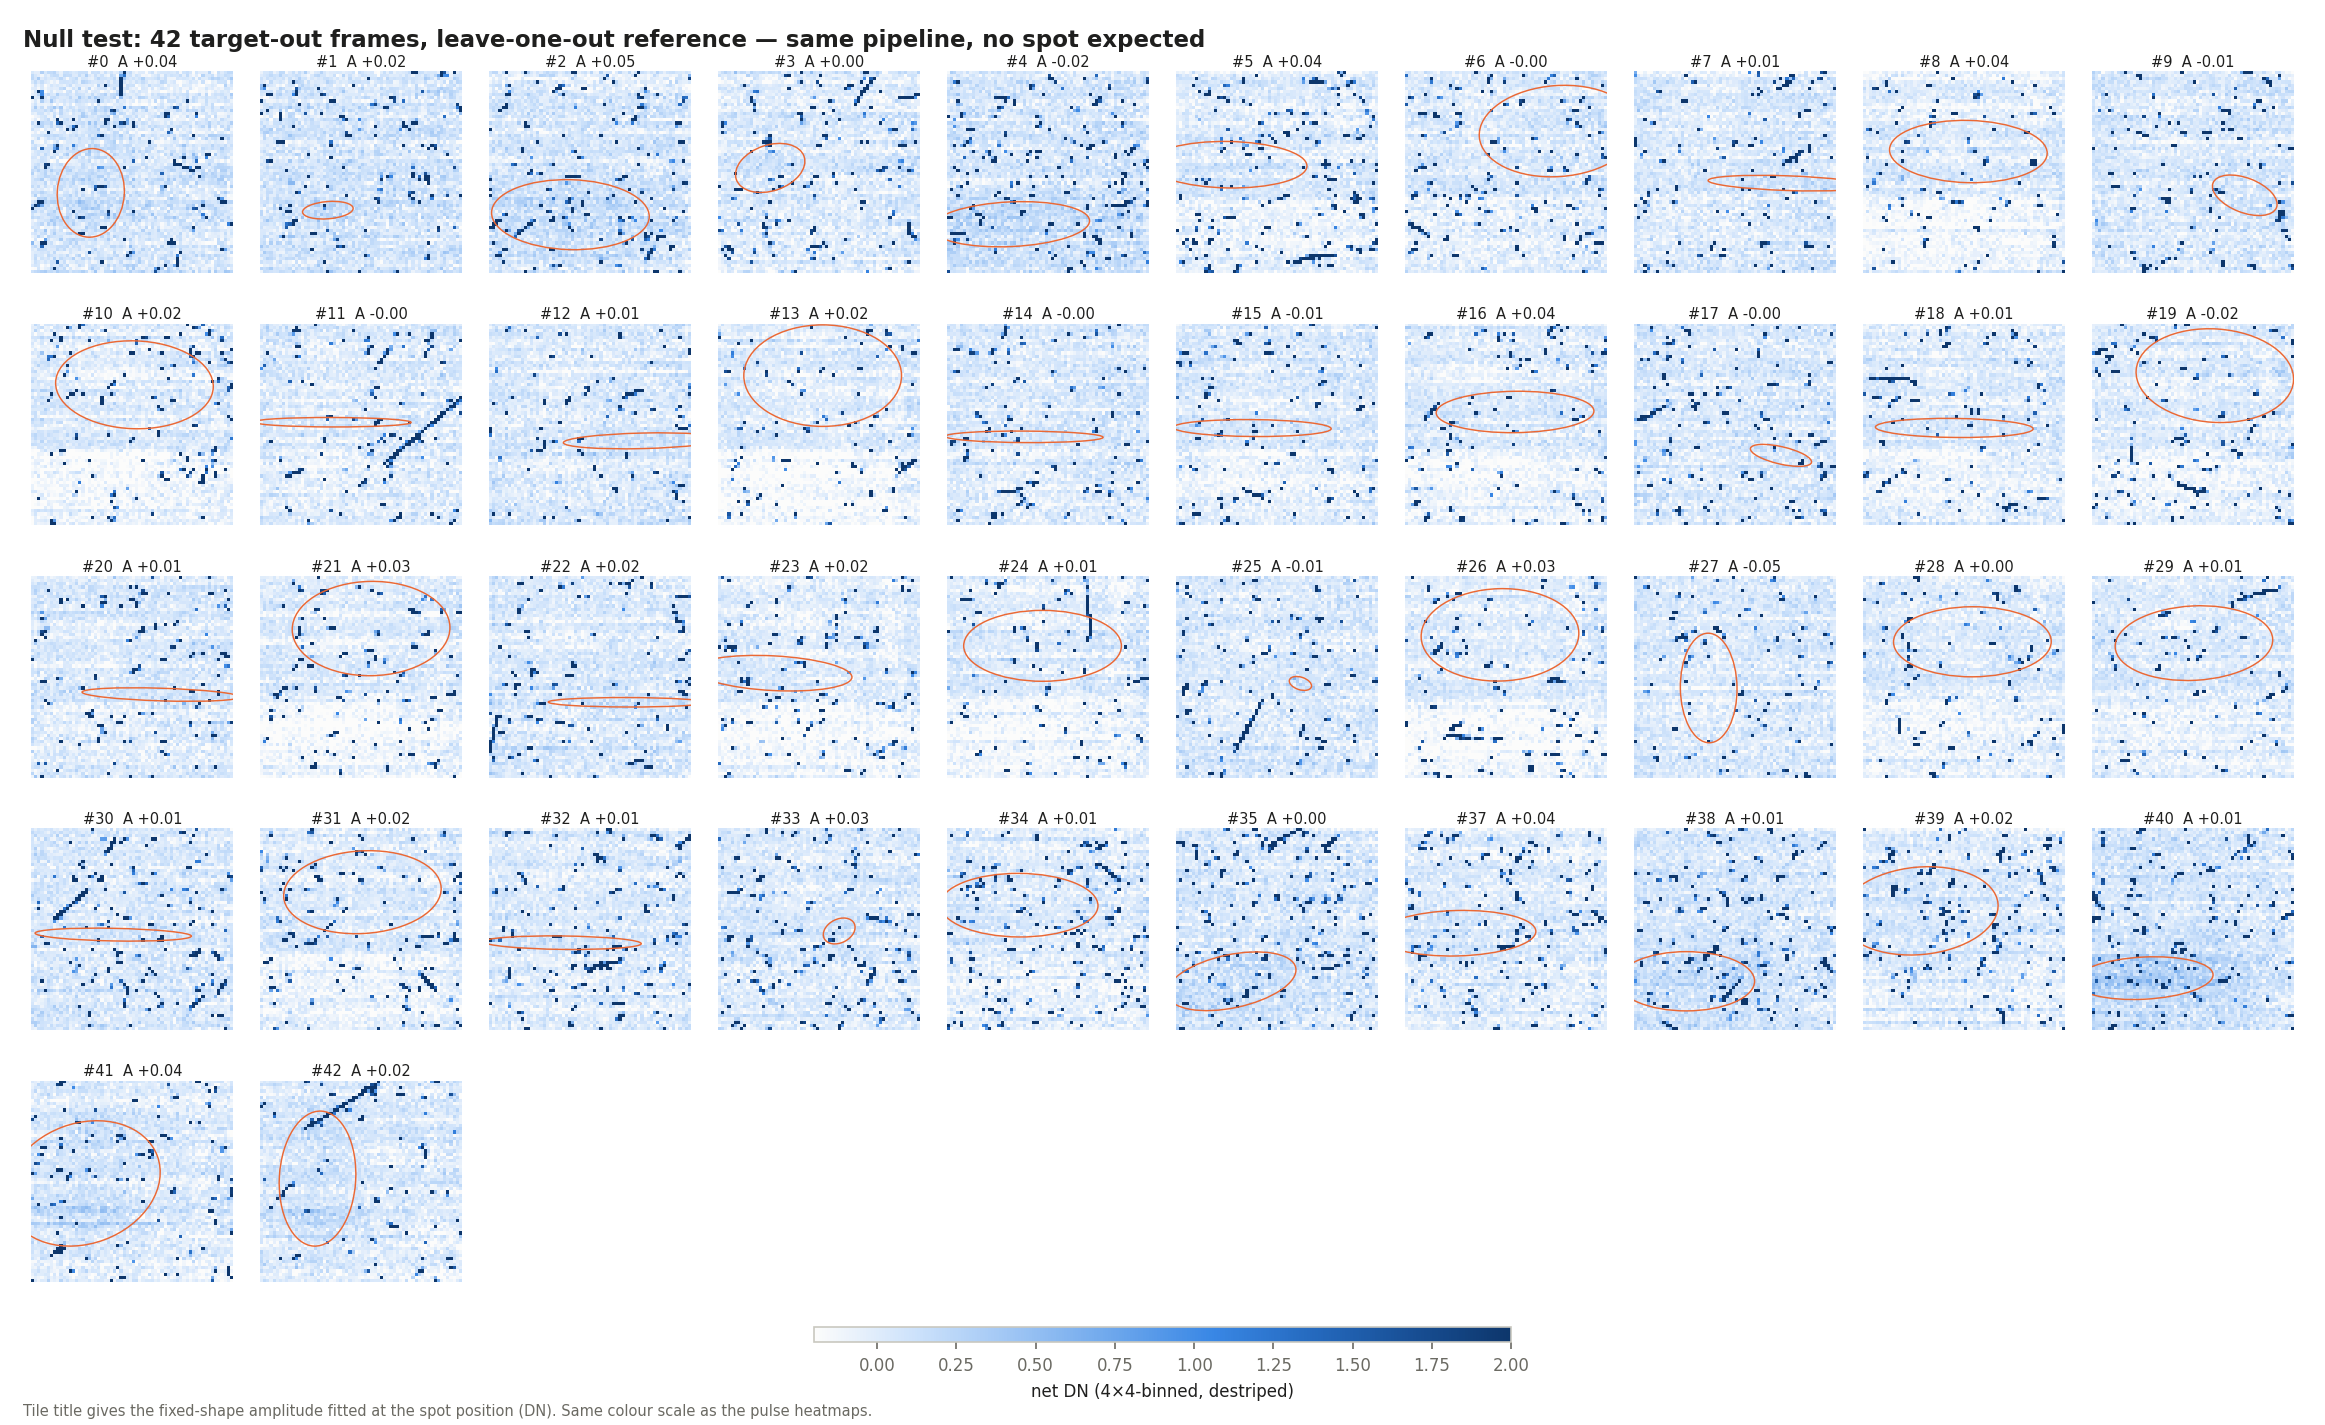 Null test: 42 target-out frames, leave-one-out reference — same pipeline, no spot expected
#0 A +0.04
#1 A +0.02
#2 A +0.05
#3 A +0.00
#4 A -0.02
#5 A +0.04
#6 A -0.00
#7 A +0.01
#8 A +0.04
#9 A -0.01
#10 A +0.02
#11 A -0.00
#12 A +0.01
#13 A +0.02
#14 A -0.00
#15 A -0.01
#16 A +0.04
#17 A -0.00
#18 A +0.01
#19 A -0.02
#20 A +0.01
#21 A +0.03
#22 A +0.02
#23 A +0.02
#24 A +0.01
#25 A -0.01
#26 A +0.03
#27 A -0.05
#28 A +0.00
#29 A +0.01
#30 A +0.01
#31 A +0.02
#32 A +0.01
#33 A +0.03
#34 A +0.01
#35 A +0.00
#37 A +0.04
#38 A +0.01
#39 A +0.02
#40 A +0.01
#41 A +0.04
#42 A +0.02
0.00 0.25 0.50 0.75 1.00 1.25 1.50 1.75 2.00
net DN (4×4-binned, destriped)
Tile title gives the fixed-shape amplitude fitted at the spot position (DN). Same colour scale as the pulse heatmaps.